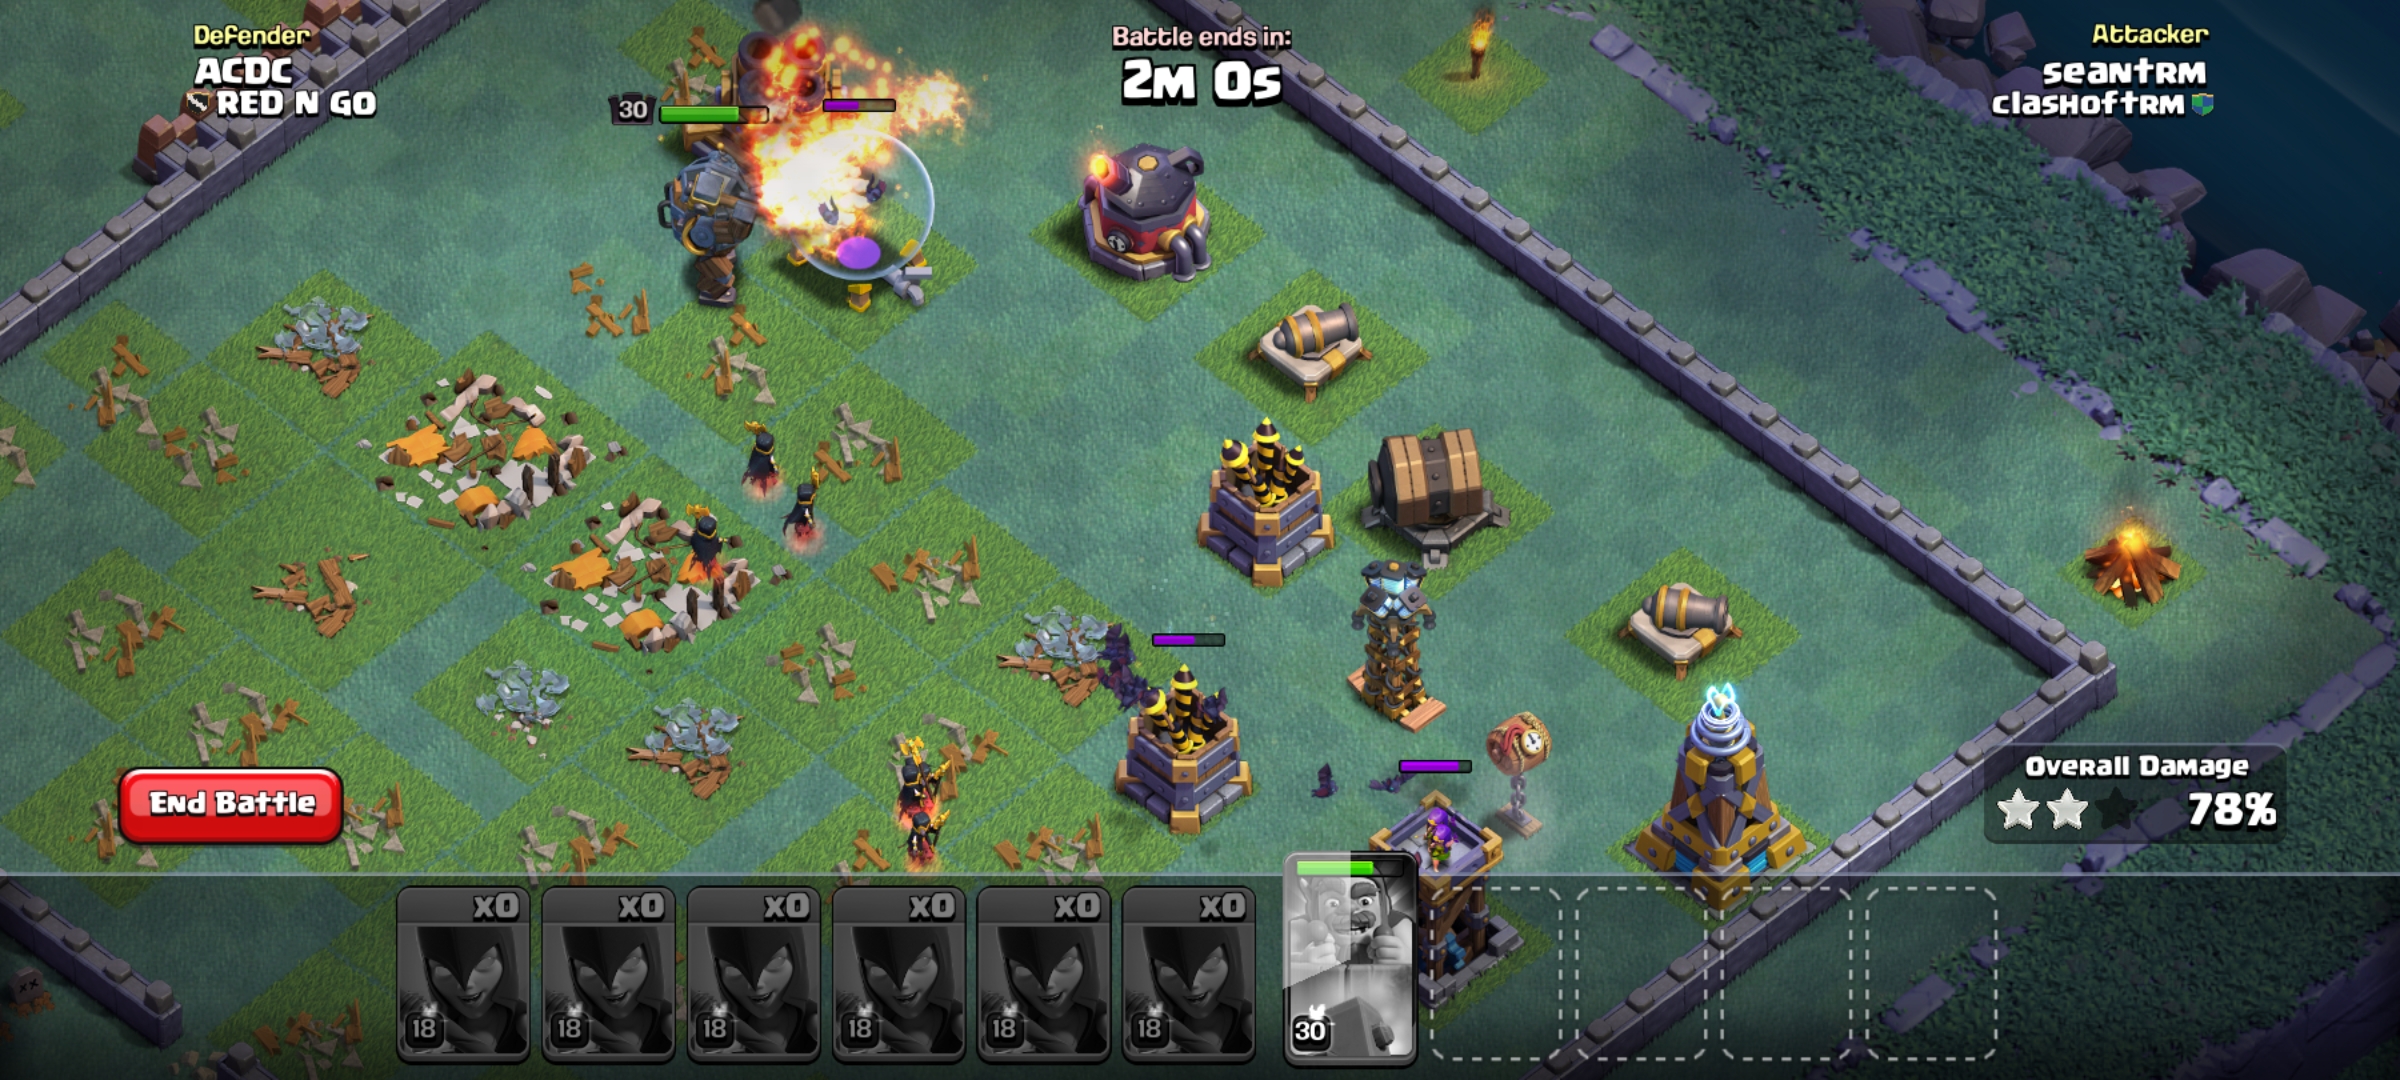 Defender
ACDC
RED N GO
Battle ends in:
2M 0S
Attacker
seantRM
clashoftRM
30
End Battle
Overall Damage
78%
x0
x0
x0
x0
x0
x0
18
18
18
18
18
18
30